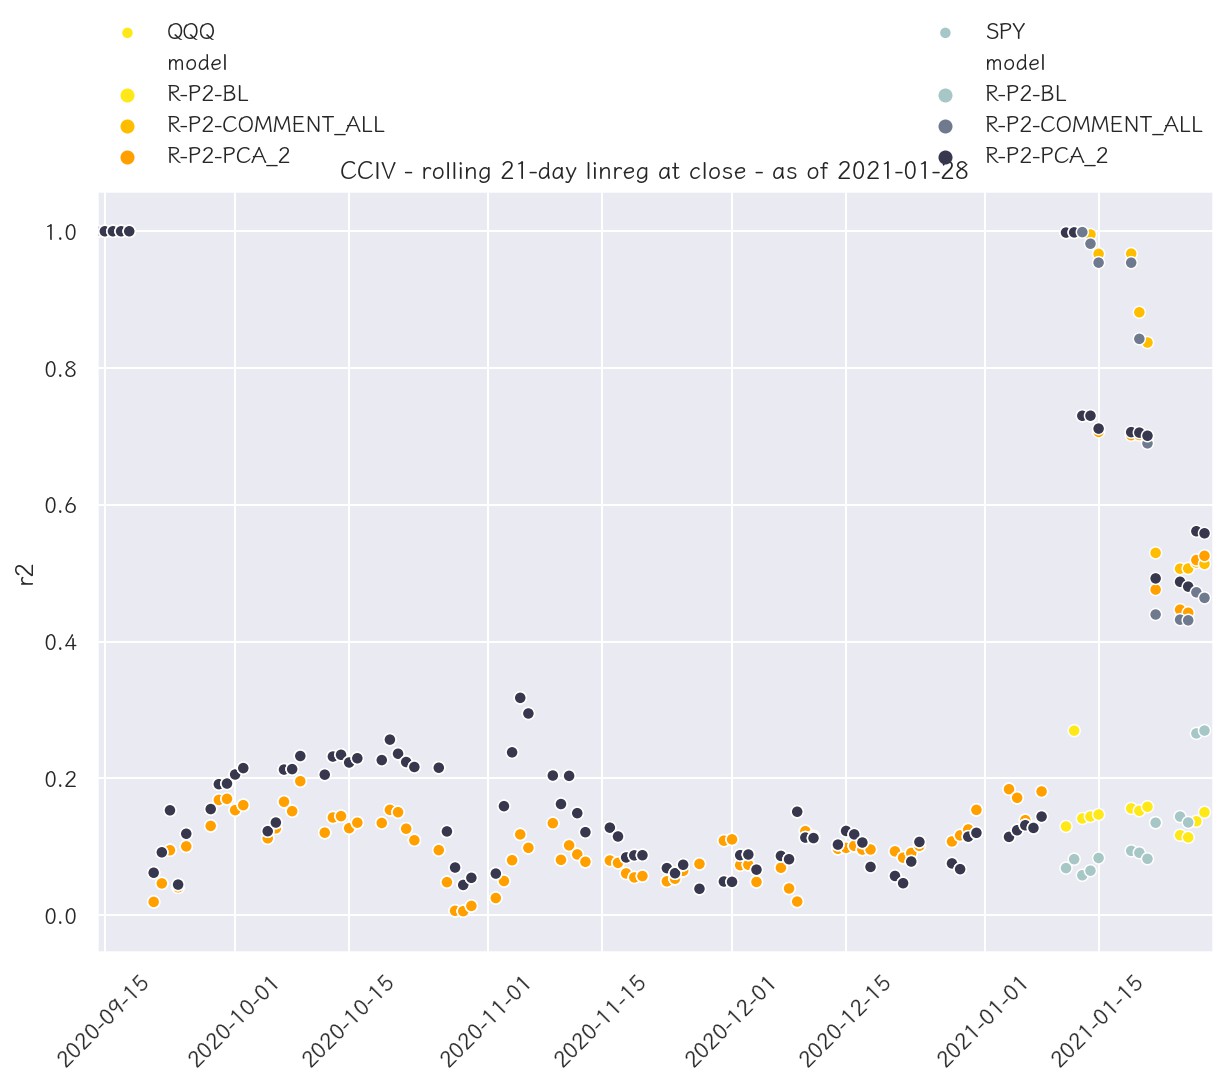 QQQ
model
R-P2-BL
R-P2-COMMENT_ALL
R-P2-PCA_2
SPY
model
R-P2-BL
R-P2-COMMENT_ALL
R-P2-PCA_2
CCIV - rolling 21-day linreg at close - as of 2021-01-28
r2
1.0
0.8
0.6
0.4
0.2
0.0
2020-09-15
2020-10-01
2020-10-15
2020-11-01
2020-11-15
2020-12-01
2020-12-15
2021-01-01
2021-01-15